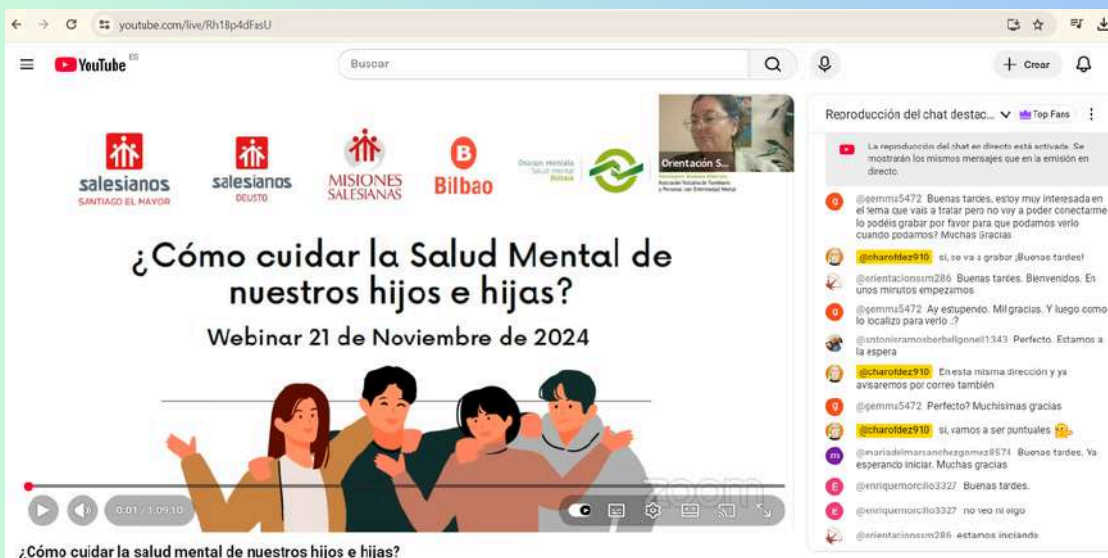 youtube.com/live/Rh18p4dFasU
YouTube ES
Buscar
Crear
salesianos
SANTIAGO EL MAYOR
salesianos
DEUSTO
MISIONES
SALESIANAS
B
Bilbao
Osasun mentala
Salud mental
Bizkaia
Orientación S...
¿Cómo cuidar la Salud Mental de
nuestros hijos e hijas?
Webinar 21 de Noviembre de 2024
zoom
0:01 / 1:09:10
¿Cómo cuidar la salud mental de nuestros hijos e hijas?
Reproducción del chat destac...
Top Fans
La reproducción del chat en directo está activada. Se
mostrarán los mismos mensajes que en la emisión en
directo.
@gemma5472 Buenas tardes, estoy muy interesada en
el tema que vais a tratar pero no voy a poder conectarme
lo podéis grabar por favor para que podamos verlo
cuando podamos? Muchas Gracias
@charofdez910 si, se va a grabar ¡Buenas tardes!
@orientacionssm286 Buenas tardes. Bienvenidos. En
unos minutos empezamos
@gemma5472 Ay estupendo. Mil gracias. Y luego como
lo localizo para verlo ..?
Perfecto. Estamos a
la espera
@charofdez910 En esta misma dirección y ya
avisaremos por correo también
@gemma5472 Perfecto? Muchísimas gracias
@charofdez910 si, vamos a ser puntuales
@mariadelmarsanchezgomez8574 Buenas tardes. Ya
esperando iniciar. Muchas gracias
@enriquemorcillo3327 Buenas tardes.
@enriquemorcillo3327 no veo ni oigo
@orientacionssm286 estamos iniciando